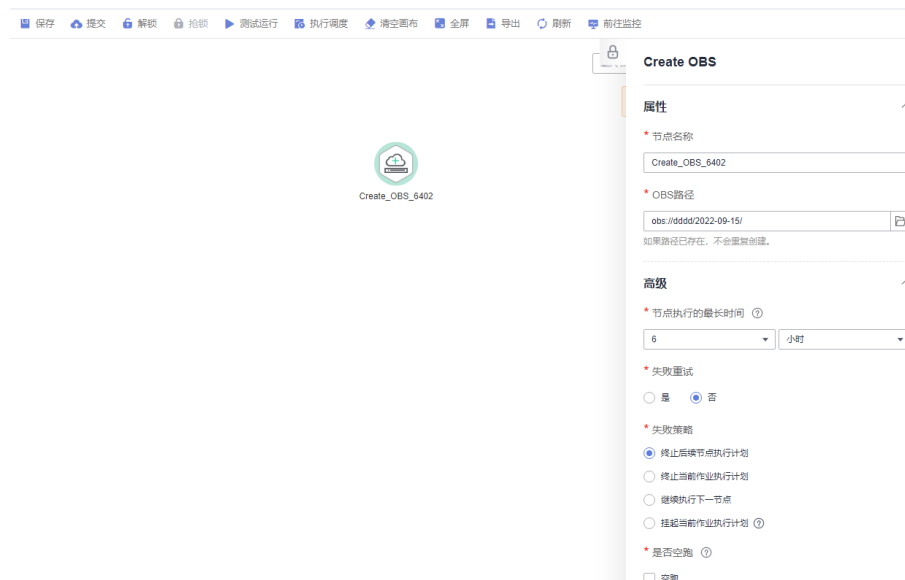 保存 提交 解锁 抢锁 测试运行 执行调度 清空画布 全屏 导出 刷新 前往监控
Create OBS
属性
* 节点名称
Create_OBS_6402
Create_OBS_6402
* OBS路径
obs://dddd/2022-09-15/
如果路径已存在，不会重复创建。
高级
* 节点执行的最长时间
6 小时
* 失败重试
是 否
* 失败策略
终止后续节点执行计划
终止当前作业执行计划
继续执行下一节点
挂起当前作业执行计划
* 是否空跑
空跑